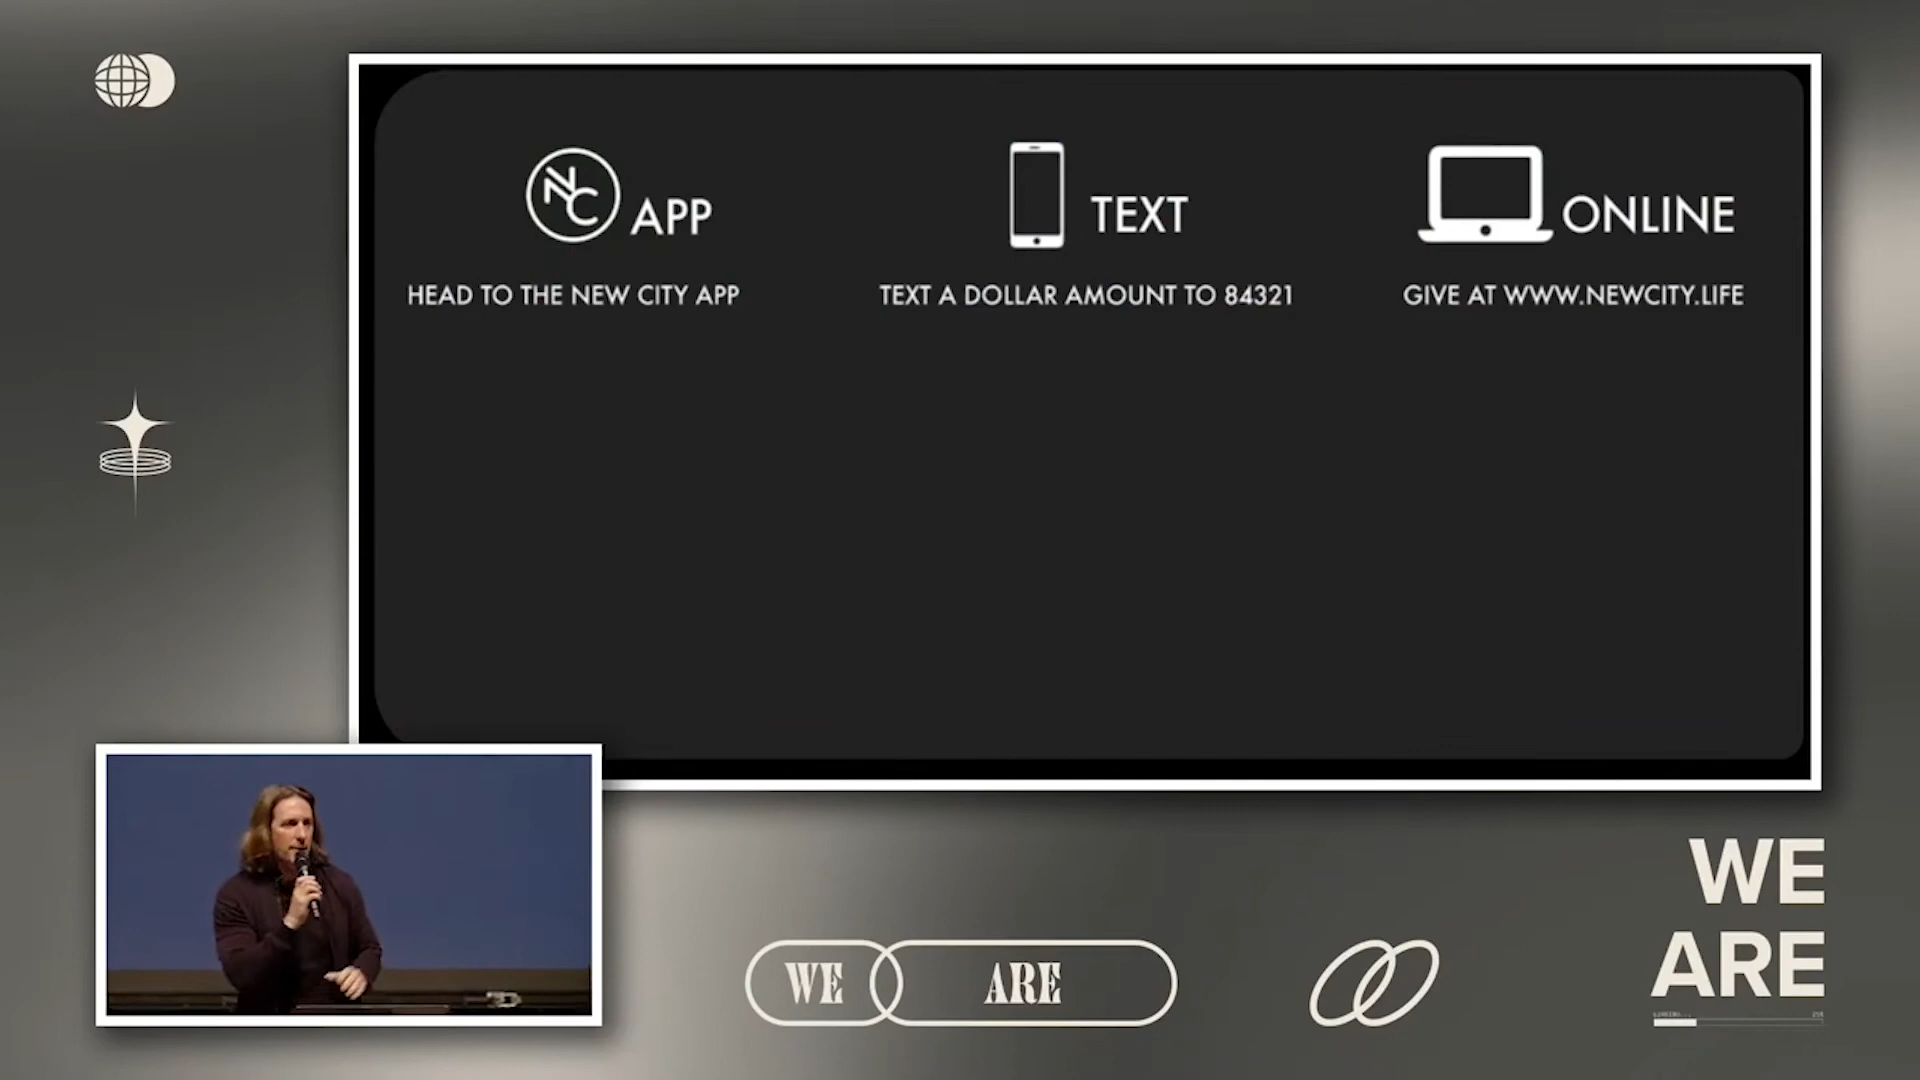 NC APP
TEXT
ONLINE
HEAD TO THE NEW CITY APP
TEXT A DOLLAR AMOUNT TO 84321
GIVE AT WWW.NEWCITY.LIFE
WE ARE
WE
ARE